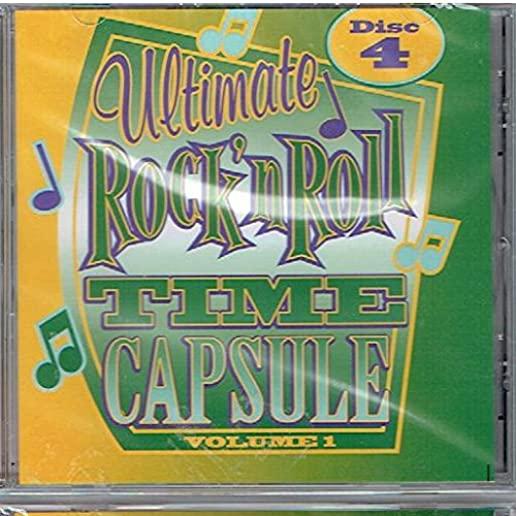 Disc
4
Ultimate
Rock'n Roll
TIME
CAPSULE
VOLUME 1